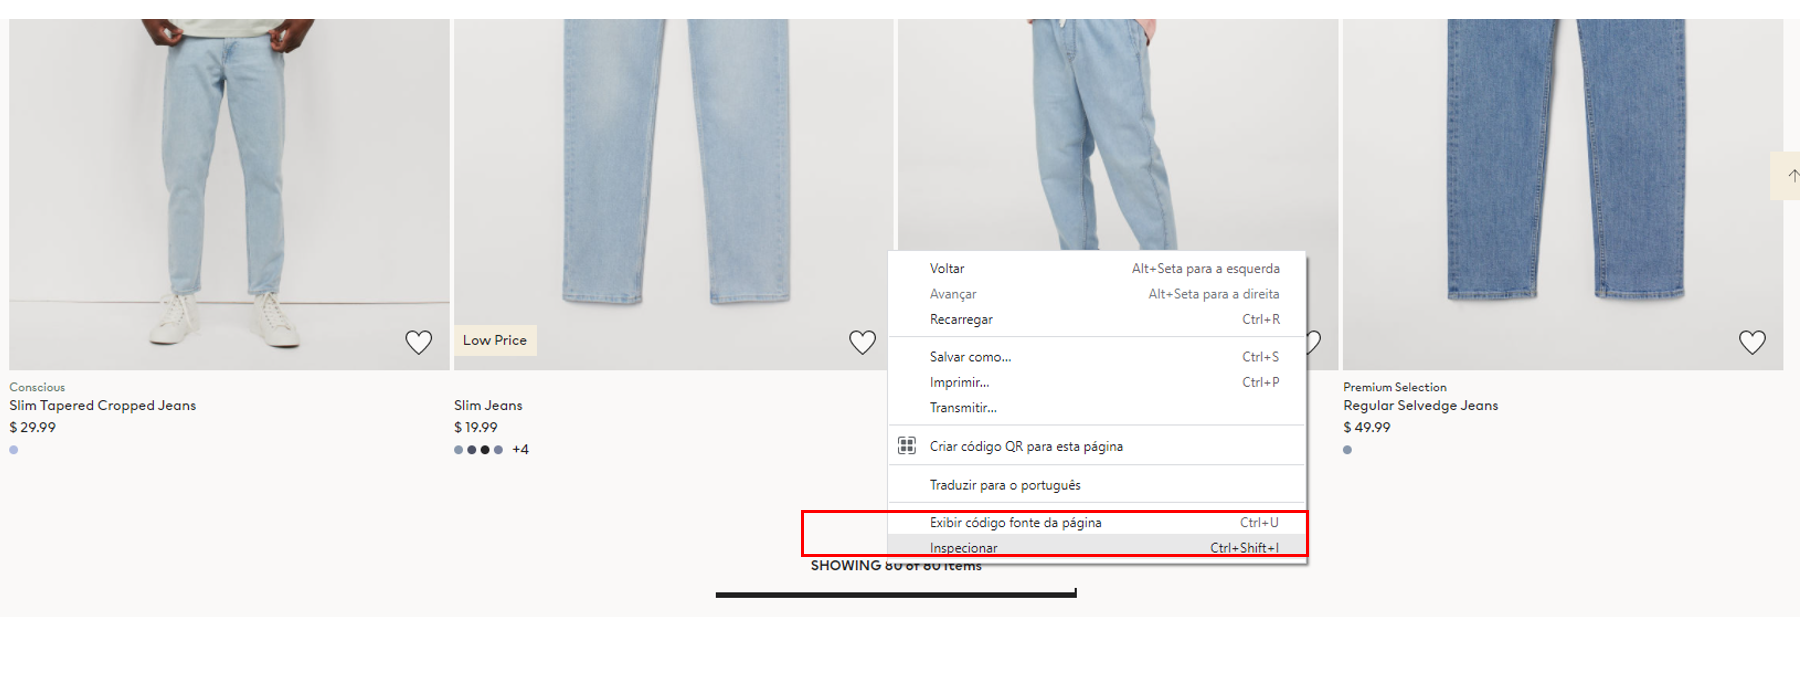 Low Price
Conscious
Slim Tapered Cropped Jeans
$ 29.99
Slim Jeans
$ 19.99
+4
Voltar Alt+Seta para a esquerda
Avançar Alt+Seta para a direita
Recarregar Ctrl+R
Salvar como... Ctrl+S
Imprimir... Ctrl+P
Transmitir...
Criar código QR para esta página
Traduzir para o português
Exibir código fonte da página Ctrl+U
Inspecionar Ctrl+Shift+I
Premium Selection
Regular Selvedge Jeans
$ 49.99
SHOWING 80 of 80 items